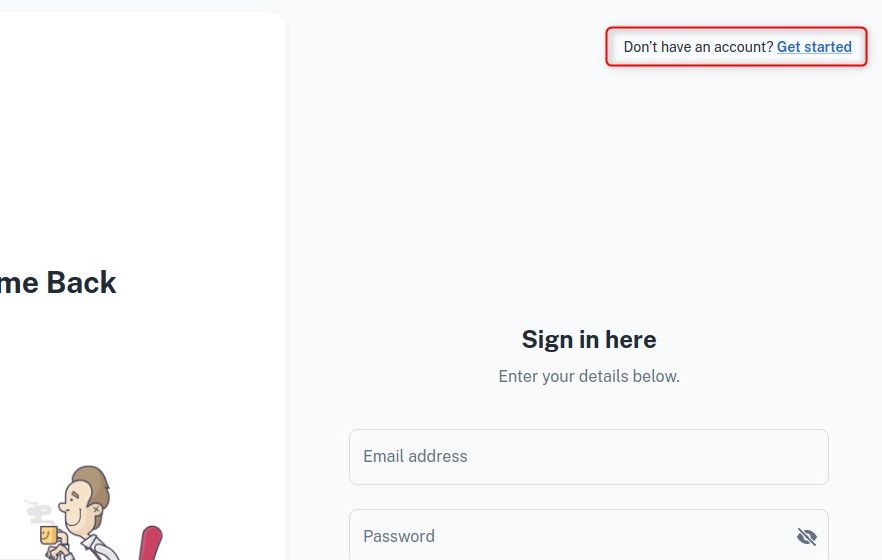 Don't have an account? Get started
me Back
Sign in here
Enter your details below.
Email address
Password